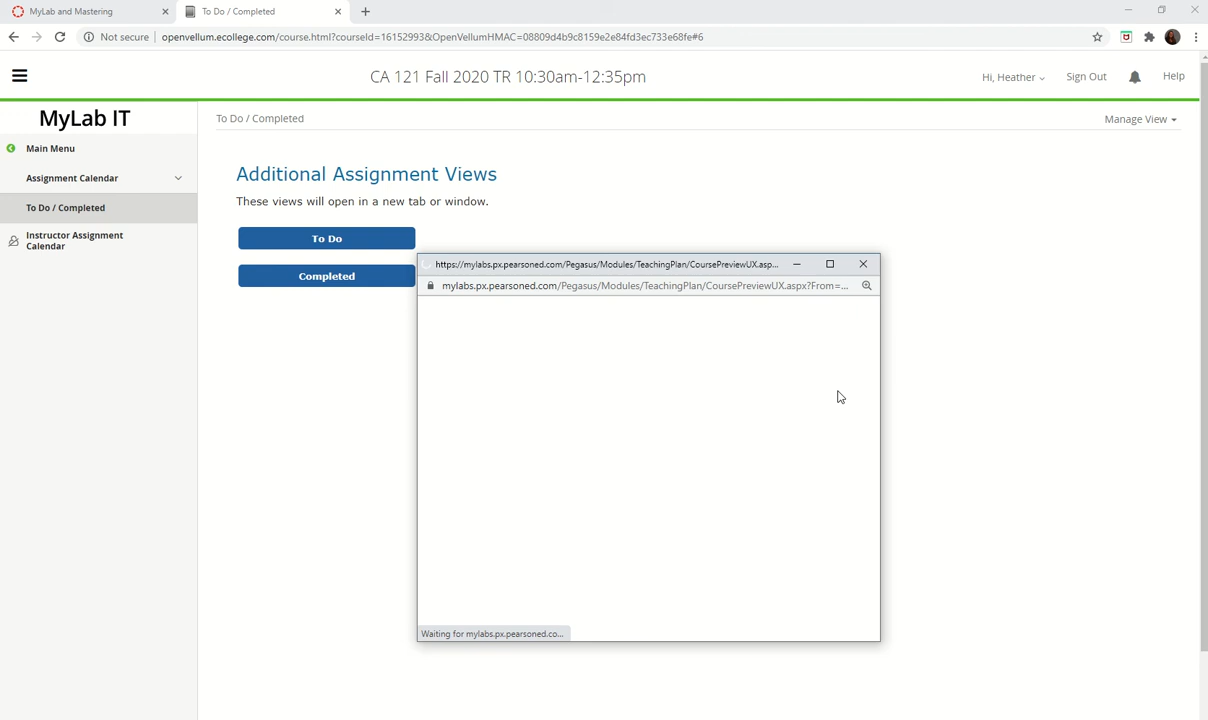 MyLab and Mastering
To Do / Completed
Not secure
openvellum.ecollege.com/course.html?courseId=16152993&OpenVellumHMAC=08809d4b9c8159e2e84fd3ec733e68fe#6
CA 121 Fall 2020 TR 10:30am-12:35pm
Hi, Heather
Sign Out
Help
MyLab IT
Main Menu
Assignment Calendar
To Do / Completed
Instructor Assignment
Calendar
To Do / Completed
Manage View
Additional Assignment Views
These views will open in a new tab or window.
To Do
Completed
https://mylabs.px.pearsoned.com/Pegasus/Modules/TeachingPlan/CoursePreviewUX.asp...
mylabs.px.pearsoned.com/Pegasus/Modules/TeachingPlan/CoursePreviewUX.aspx?From=...
Waiting for mylabs.px.pearsoned.co...